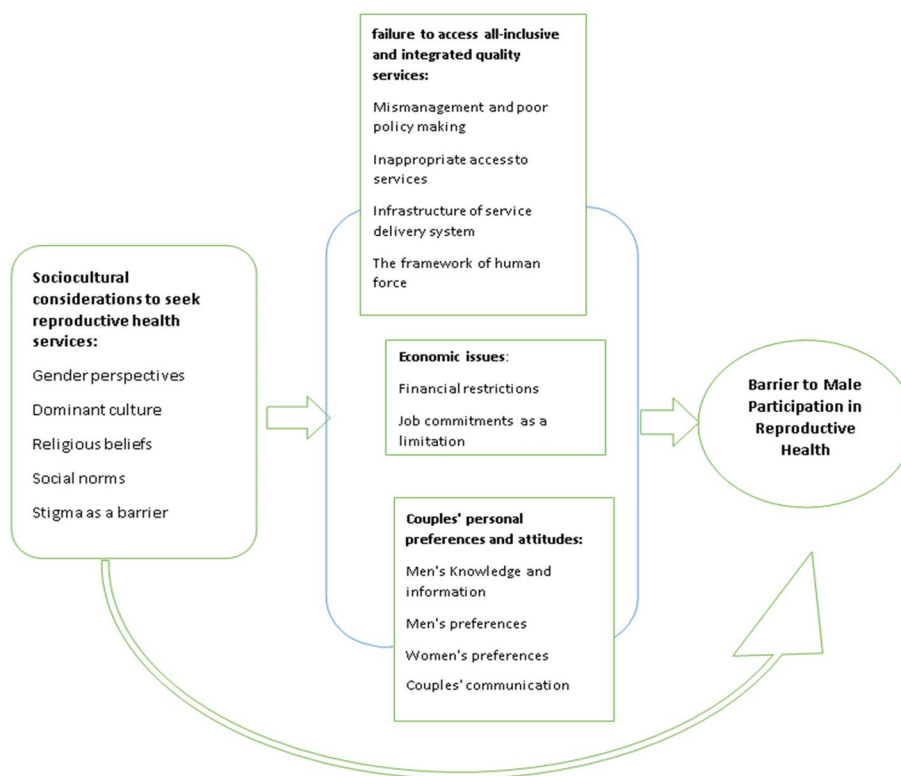 failure to access all-inclusive
and integrated quality
services:
Mismanagement and poor
policy making
Inappropriate access to
services
Infrastructure of service
delivery system
The framework of human
force
Sociocultural
considerations to seek
reproductive health
services:
Gender perspectives
Dominant culture
Religious beliefs
Social norms
Stigma as a barrier
Economic issues:
Financial restrictions
Job commitments as a
limitation
Couples' personal
preferences and attitudes:
Men's Knowledge and
information
Men's preferences
Women's preferences
Couples' communication
Barrier to Male
Participation in
Reproductive
Health